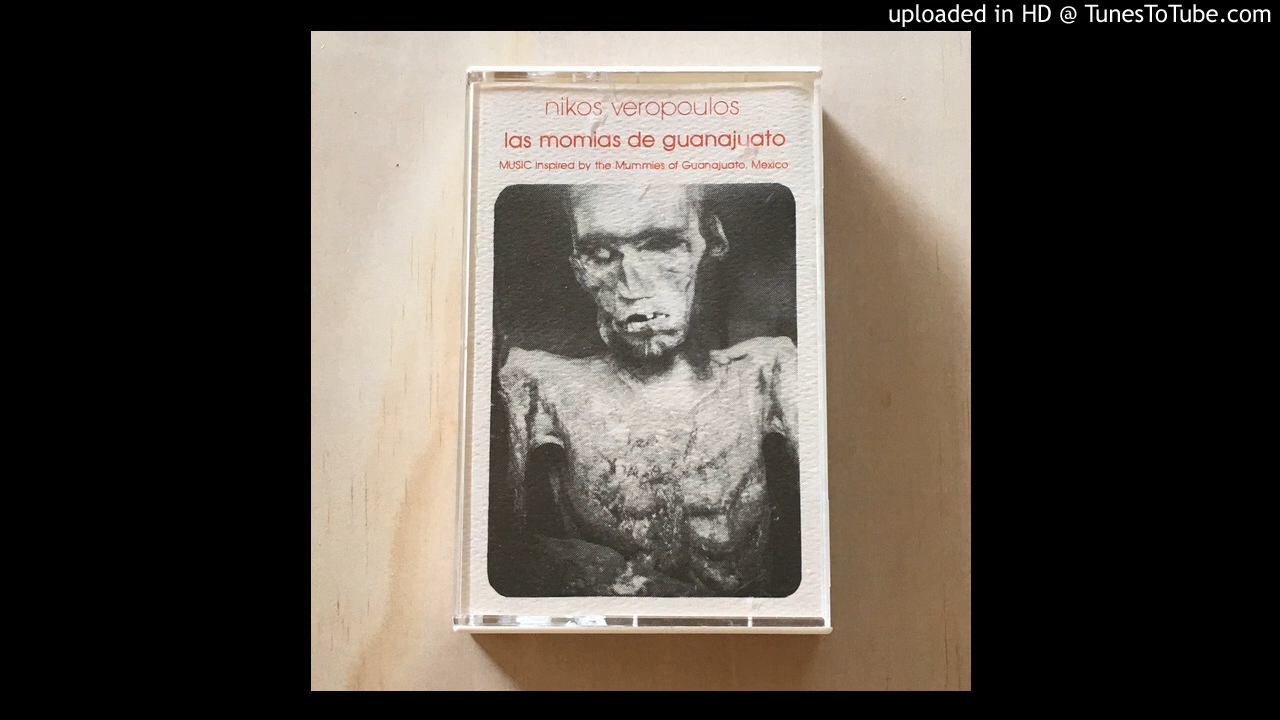 uploaded in HD @ TunesToTube.com
nikos veropoulos
las momias de guanajuato
MUSIC Inspired by the Mummies of Guanajuato, Mexico